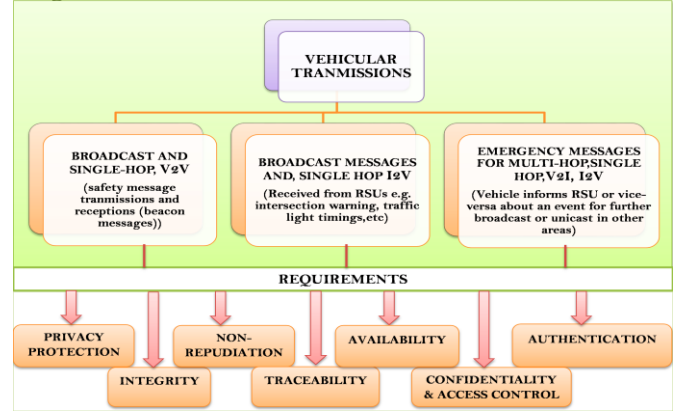 VEHICULAR
TRANMISSIONS
BROADCAST AND
SINGLE-HOP, V2V
(safety message
tranmissions and
receptions (beacon
messages))
BROADCAST MESSAGES
AND, SINGLE HOP I2V
(Received from RSUs e.g.
intersection warning, traffic
light timings,etc)
EMERGENCY MESSAGES
FOR MULTI-HOP,SINGLE
HOP,V2I, I2V
(Vehicle informs RSU or vice-
versa about an event for further
broadcast or unicast in other
areas)
REQUIREMENTS
PRIVACY
PROTECTION
INTEGRITY
NON-
REPUDIATION
TRACEABILITY
AVAILABILITY
CONFIDENTIALITY
& ACCESS CONTROL
AUTHENTICATION